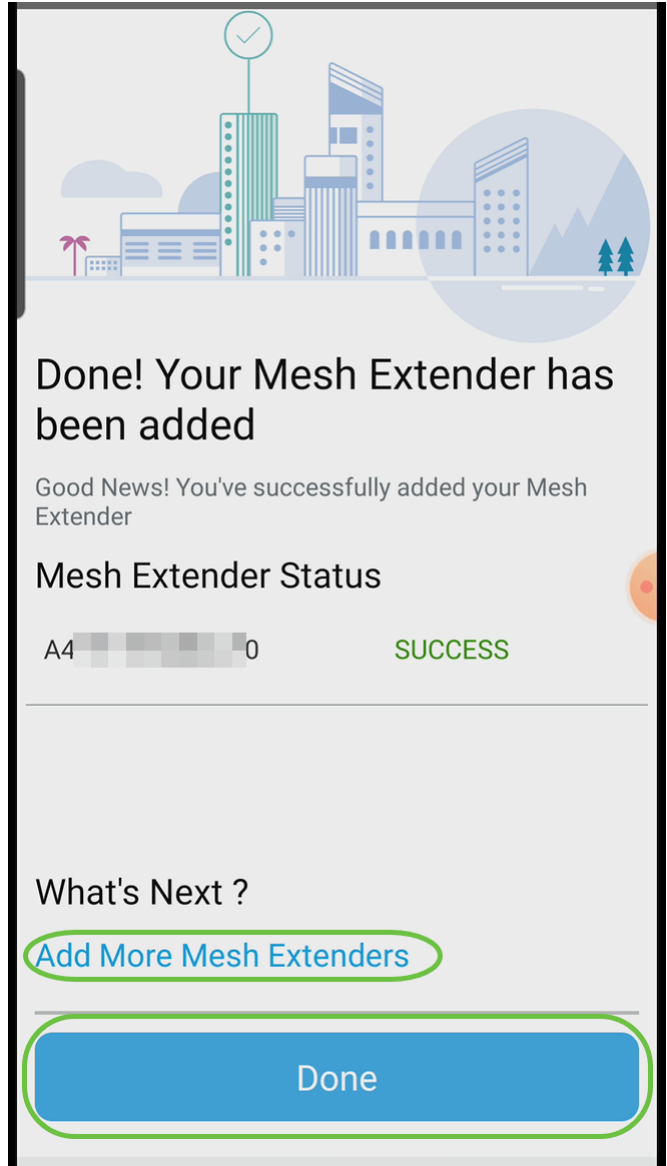 Done! Your Mesh Extender has
been added
Good News! You've successfully added your Mesh
Extender
Mesh Extender Status
A4 0 SUCCESS
What's Next ?
Add More Mesh Extenders
Done